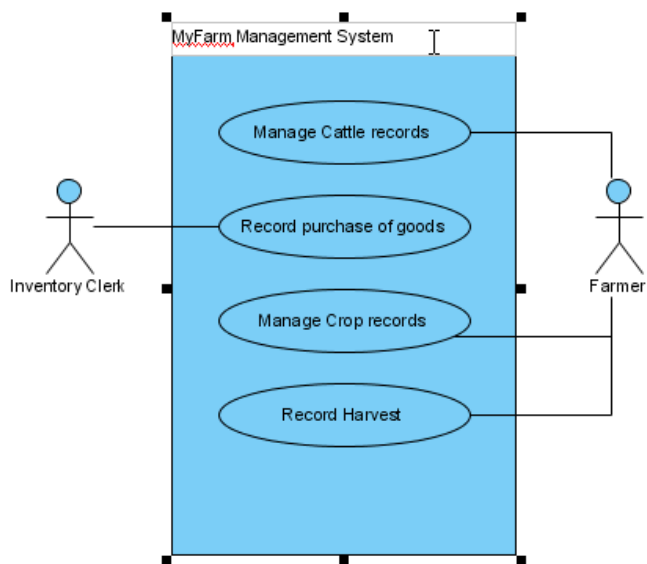 MyFarm Management System
Manage Cattle records
Record purchase of goods
Inventory Clerk
Farmer
Manage Crop records
Record Harvest